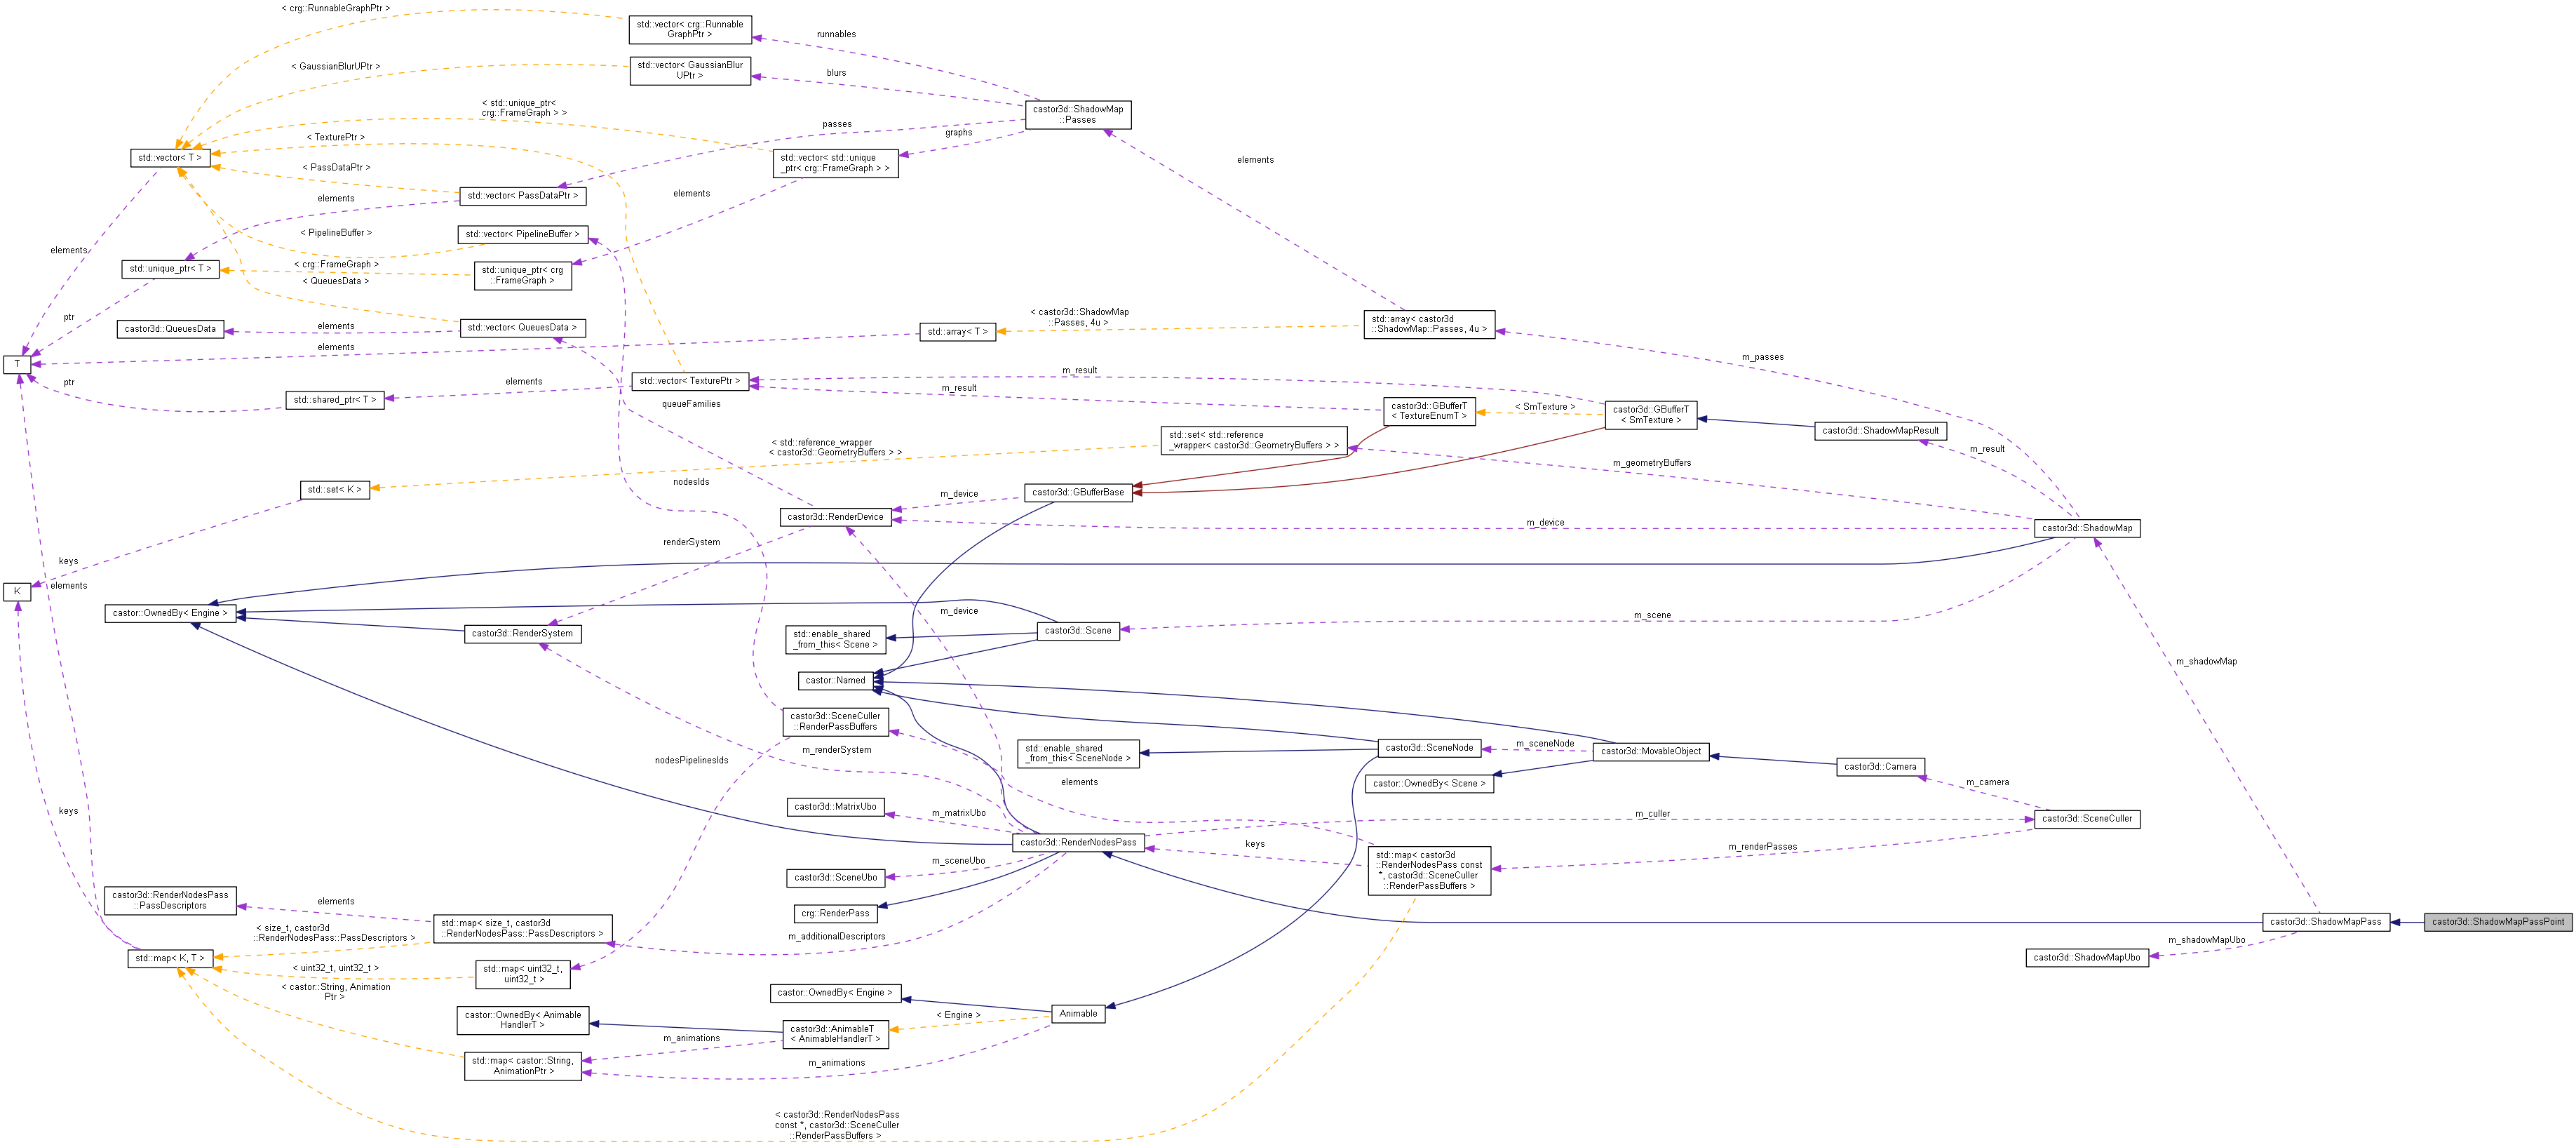 < crg::RunnableGraphPtr >
std::vector< crg::Runnable
GraphPtr >
runnables
< GaussianBlurUPtr >
std::vector< GaussianBlur
UPtr >
blurs
< std::unique_ptr<
crg::FrameGraph > >
castor3d::ShadowMap
::Passes
passes
graphs
< TexturePtr >
std::vector< T >
std::vector< std::unique
_ptr< crg::FrameGraph > >
elements
< PassDataPtr >
std::vector< PassDataPtr >
elements
elements
< PipelineBuffer >
std::vector< PipelineBuffer >
elements
std::unique_ptr< T >
< crg::FrameGraph >
std::unique_ptr< crg
::FrameGraph >
< QueuesData >
ptr
castor3d::QueuesData
elements
std::vector< QueuesData >
std::array< T >
< castor3d::ShadowMap
::Passes, 4u >
std::array< castor3d
::ShadowMap::Passes, 4u >
elements
T
m_passes
ptr
elements
std::vector< TexturePtr >
m_result
m_result
std::shared_ptr< T >
queueFamilies
castor3d::GBufferT
< TextureEnumT >
< SmTexture >
castor3d::GBufferT
< SmTexture >
castor3d::ShadowMapResult
< std::reference_wrapper
< castor3d::GeometryBuffers > >
std::set< std::reference
_wrapper< castor3d::GeometryBuffers > >
m_result
m_geometryBuffers
nodesIds
std::set< K >
m_device
castor3d::GBufferBase
castor3d::RenderDevice
m_device
castor3d::ShadowMap
renderSystem
keys
elements
K
castor::OwnedBy< Engine >
m_device
m_scene
castor3d::RenderSystem
std::enable_shared
_from_this< Scene >
castor3d::Scene
m_shadowMap
castor::Named
castor3d::SceneCuller
::RenderPassBuffers
m_renderSystem
nodesPipelinesIds
std::enable_shared
_from_this< SceneNode >
castor3d::SceneNode
m_sceneNode
castor3d::MovableObject
castor3d::Camera
elements
castor::OwnedBy< Scene >
m_camera
castor3d::MatrixUbo
m_matrixUbo
m_culler
castor3d::SceneCuller
keys
castor3d::RenderNodesPass
keys
m_renderPasses
m_sceneUbo
castor3d::SceneUbo
std::map< castor3d
::RenderNodesPass const
*, castor3d::SceneCuller
::RenderPassBuffers >
castor3d::RenderNodesPass
::PassDescriptors
elements
std::map< size_t, castor3d
::RenderNodesPass::PassDescriptors >
crg::RenderPass
castor3d::ShadowMapPass
castor3d::ShadowMapPassPoint
< size_t, castor3d
::RenderNodesPass::PassDescriptors >
m_additionalDescriptors
m_shadowMapUbo
castor3d::ShadowMapUbo
std::map< K, T >
< uint32_t, uint32_t >
std::map< uint32_t,
uint32_t >
< castor::String, Animation
Ptr >
castor::OwnedBy< Engine >
castor::OwnedBy< Animable
HandlerT >
< Engine >
Animable
castor3d::AnimableT
< AnimableHandlerT >
m_animations
m_animations
std::map< castor::String,
AnimationPtr >
< castor3d::RenderNodesPass
const *, castor3d::SceneCuller
::RenderPassBuffers >